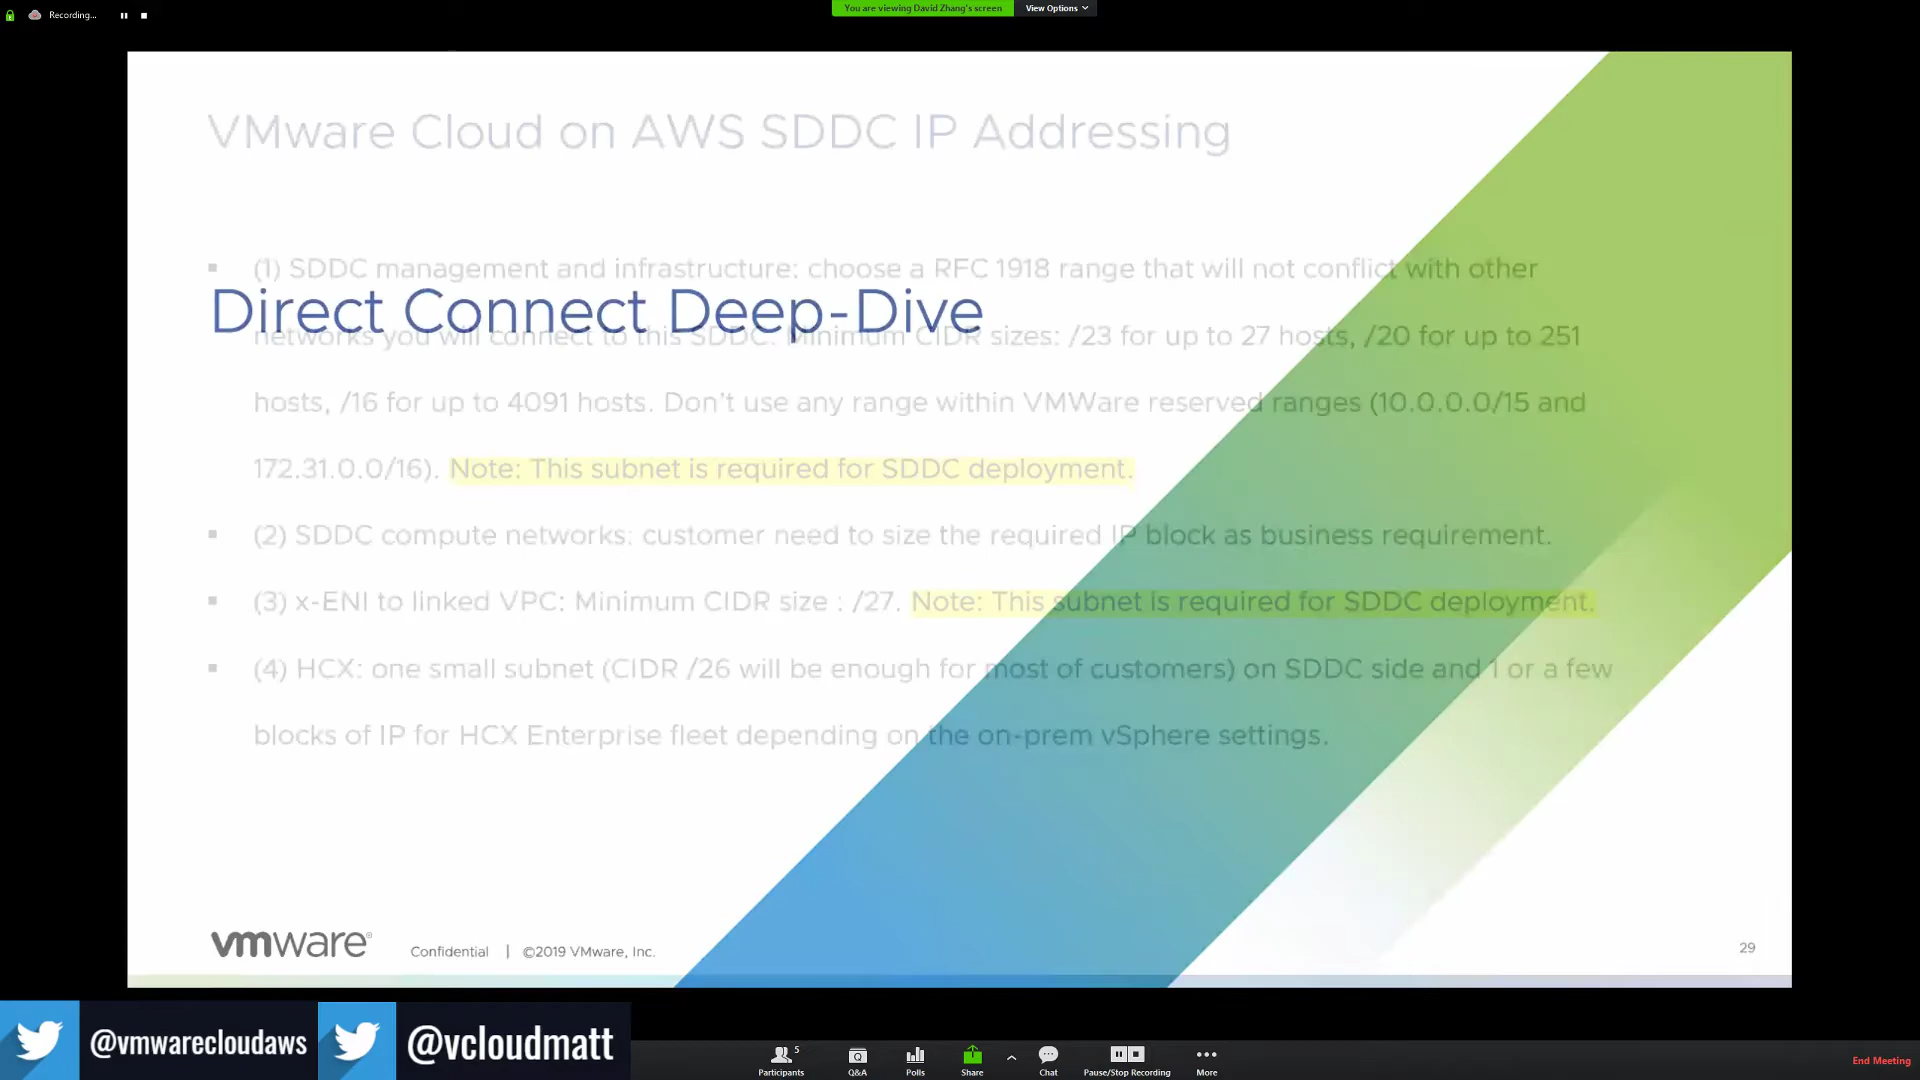 Recording...
You are viewing David Zhang's screen
View Options
VMware Cloud on AWS SDDC IP Addressing
(1) SDDC management and infrastructure: choose a RFC 1918 range that will not conflict with other
Direct Connect Deep-Dive
networks you will connect to this SDDC. Minimum CIDR sizes: /23 for up to 27 hosts, /20 for up to 251
hosts, /16 for up to 4091 hosts. Don't use any range within VMWare reserved ranges (10.0.0.0/15 and
172.31.0.0/16). Note: This subnet is required for SDDC deployment.
(2) SDDC compute networks: customer need to size the required IP block as business requirement.
(3) x-ENI to linked VPC: Minimum CIDR size : /27. Note: This subnet is required for SDDC deployment.
(4) HCX: one small subnet (CIDR /26 will be enough for most of customers) on SDDC side and 1 or a few
blocks of IP for HCX Enterprise fleet depending on the on-prem vSphere settings.
vmware® Confidential | ©2019 VMware, Inc.
29
@vmwarecloudaws
@vcloudmatt
5
Participants
Q&A
Polls
Share
Chat
Pause/Stop Recording
More
End Meeting